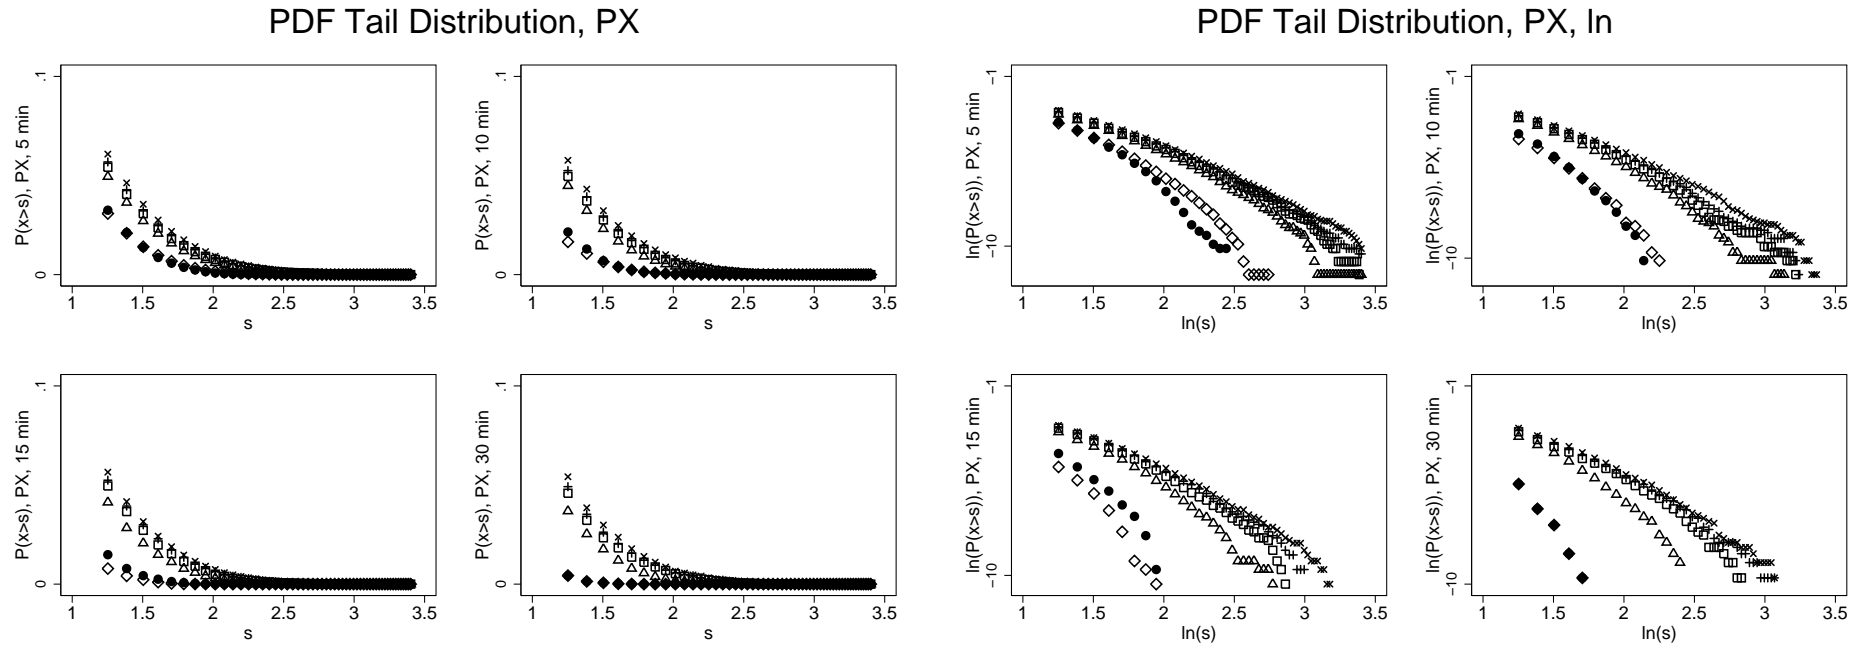 PDF Tail Distribution, PX
P(x>s), PX, 5 min
.1
0
1 1.5 2 2.5 3 3.5
s
P(x>s), PX, 10 min
.1
0
1 1.5 2 2.5 3 3.5
s
P(x>s), PX, 15 min
.1
0
1 1.5 2 2.5 3 3.5
s
P(x>s), PX, 30 min
.1
0
1 1.5 2 2.5 3 3.5
s
PDF Tail Distribution, PX, ln
ln(P(x>s)), PX, 5 min
−1
−10
1 1.5 2 2.5 3 3.5
ln(s)
ln(P(x>s)), PX, 10 min
−1
−10
1 1.5 2 2.5 3 3.5
ln(s)
ln(P(x>s)), PX, 15 min
−1
−10
1 1.5 2 2.5 3 3.5
ln(s)
ln(P(x>s)), PX, 30 min
−1
−10
1 1.5 2 2.5 3 3.5
ln(s)